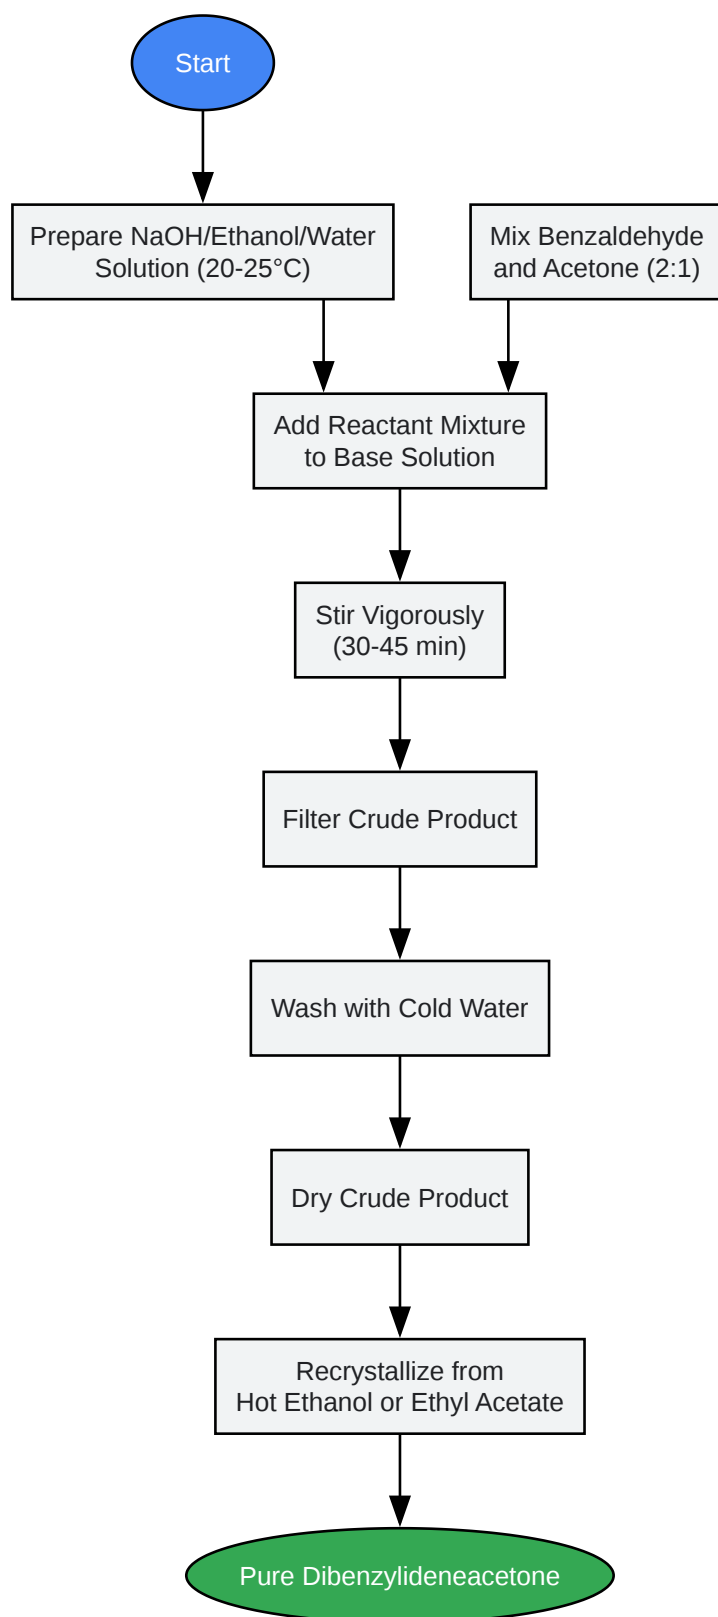 Start
Prepare NaOH/Ethanol/Water
Solution (20-25°C)
Mix Benzaldehyde
and Acetone (2:1)
Add Reactant Mixture
to Base Solution
Stir Vigorously
(30-45 min)
Filter Crude Product
Wash with Cold Water
Dry Crude Product
Recrystallize from
Hot Ethanol or Ethyl Acetate
Pure Dibenzylideneacetone